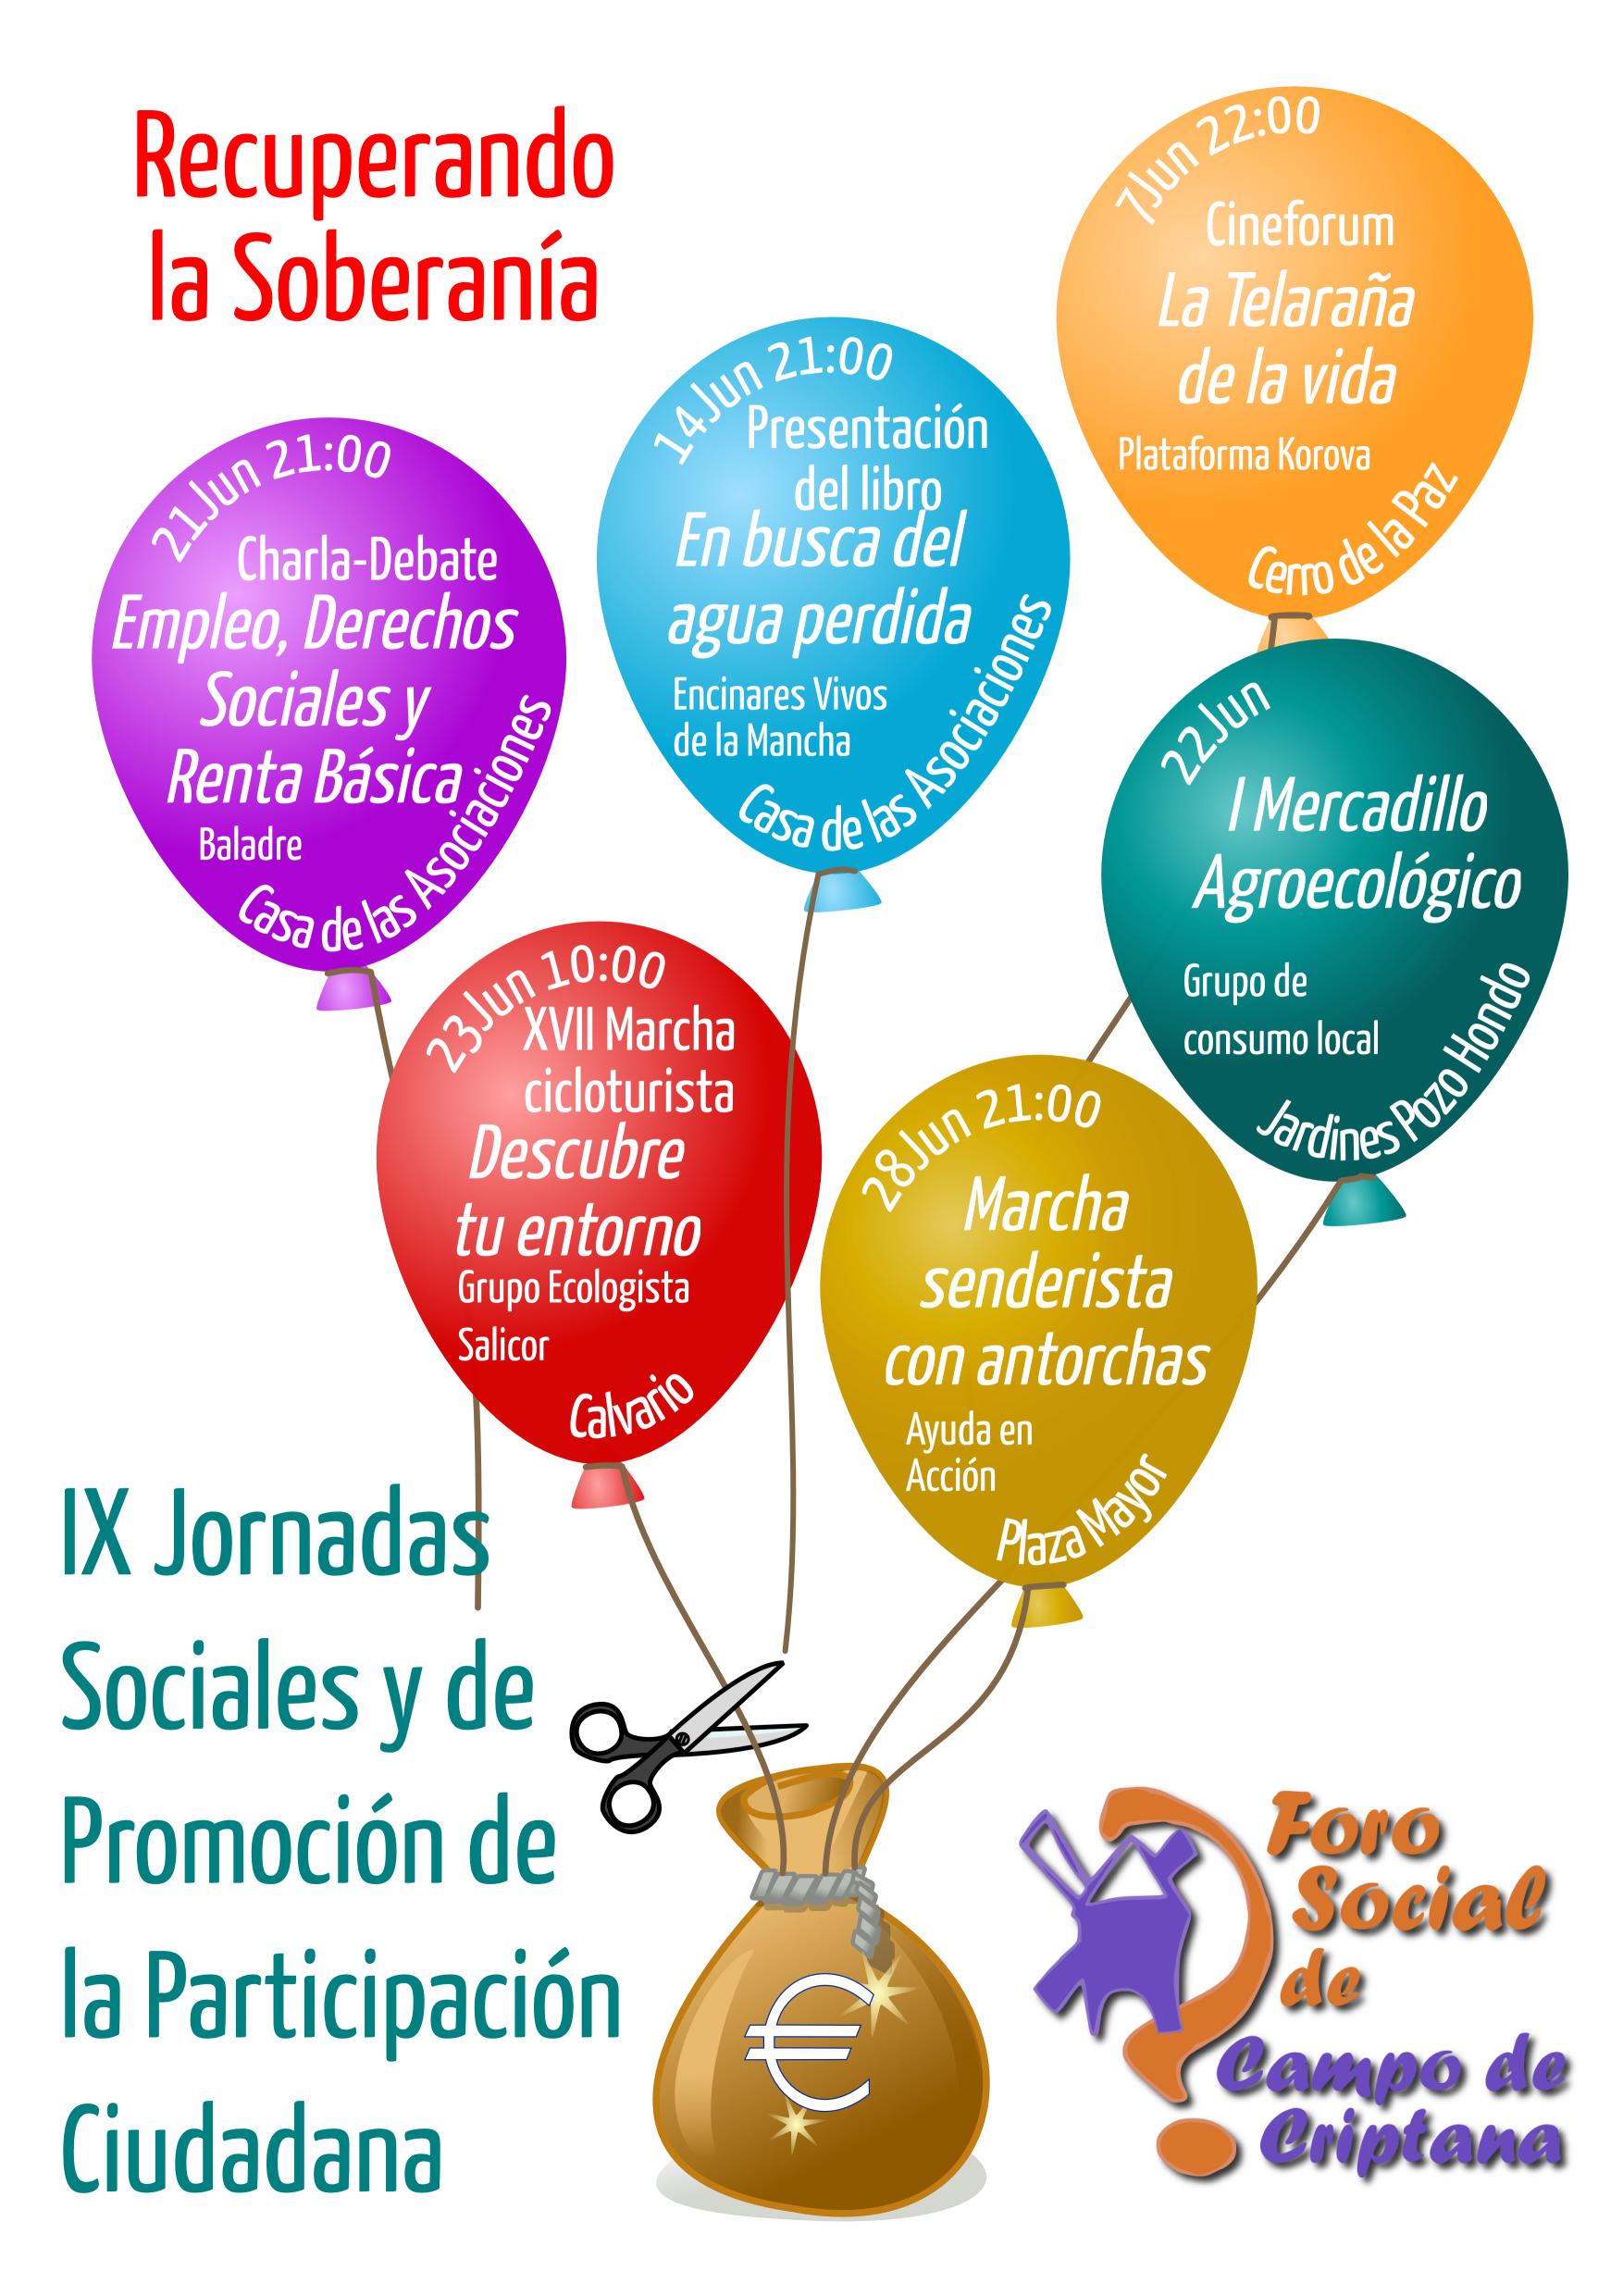 Recuperando
la Soberanía
7Jun 22:00
Cineforum
La Telaraña
de la vida
Plataforma Korova
Cerro de la Paz
14Jun 21:00
Presentación
del libro
En busca del
agua perdida
Encinares Vivos
de la Mancha
Casa de las Asociaciones
21Jun 21:00
Charla-Debate
Empleo, Derechos
Sociales y
Renta Básica
Baladre
Casa de las Asociaciones
22Jun
I Mercadillo
Agroecológico
Grupo de
consumo local
Jardines Pozo Hondo
23Jun 10:00
XVII Marcha
cicloturista
Descubre
tu entorno
Grupo Ecologista
Salicor
Calvario
28Jun 21:00
Marcha
senderista
con antorchas
Ayuda en
Acción
Plaza Mayor
IX Jornadas
Sociales y de
Promoción de
la Participación
Ciudadana
€
Foro
Social
de
Campo de
Criptana